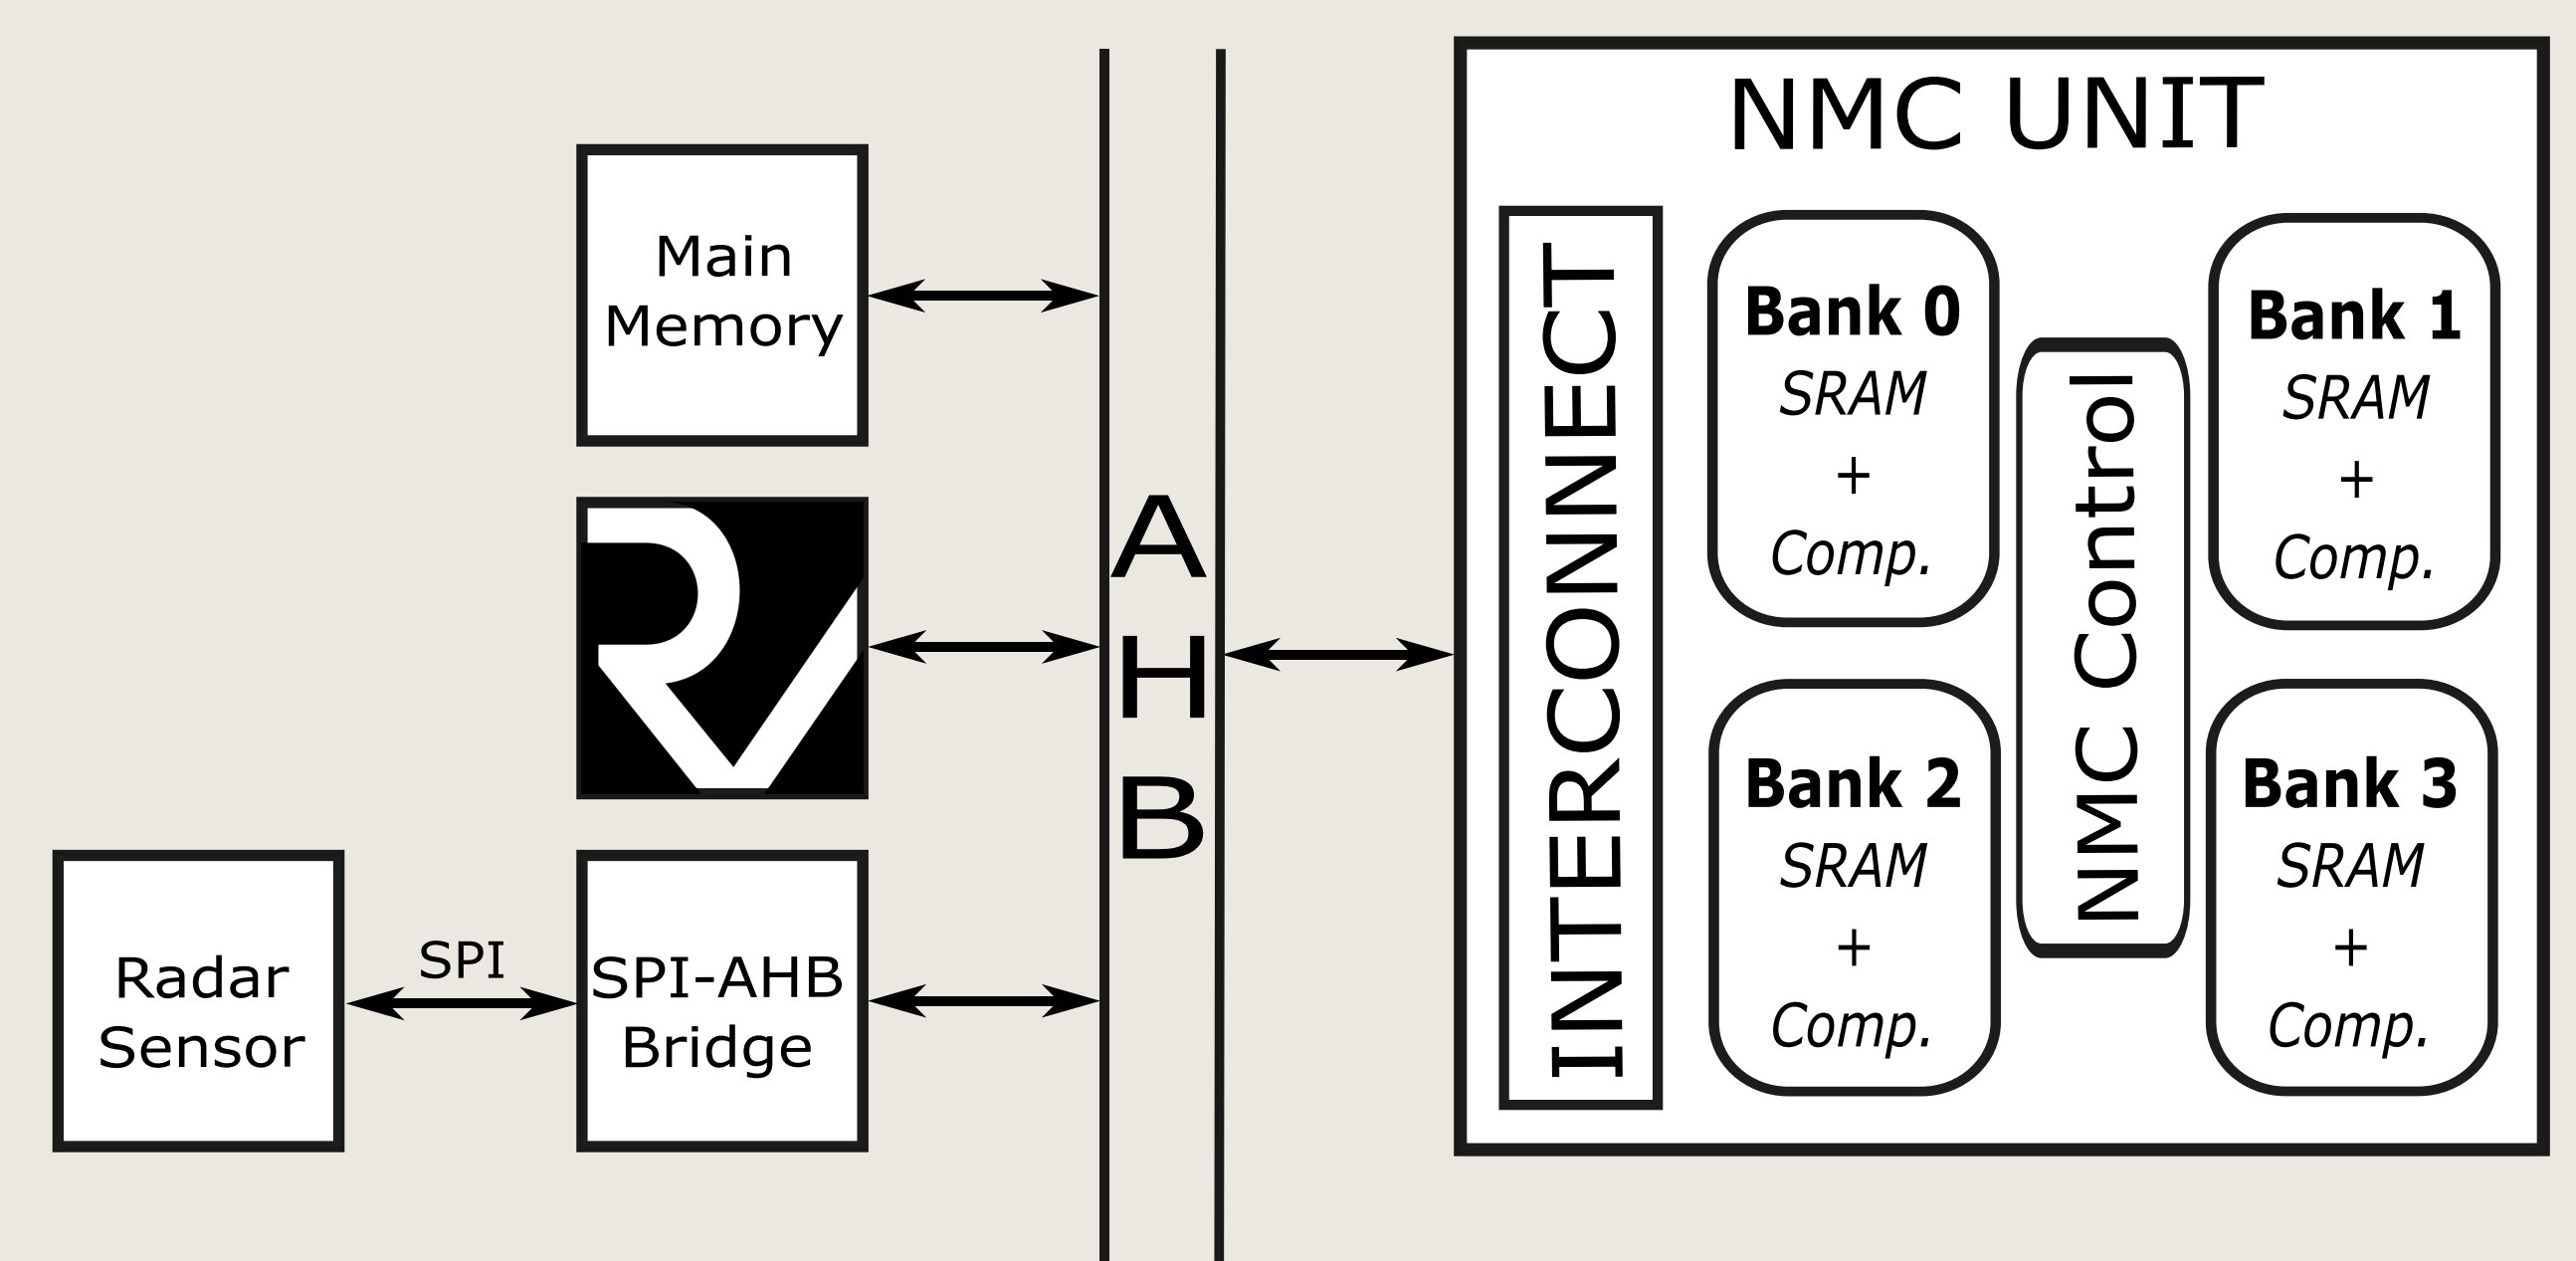 Main
Memory
RV
Radar
Sensor
SPI
SPI-AHB
Bridge
A
H
B
NMC UNIT
INTERCONNECT
Bank 0
SRAM
+
Comp.
NMC Control
Bank 1
SRAM
+
Comp.
Bank 2
SRAM
+
Comp.
Bank 3
SRAM
+
Comp.